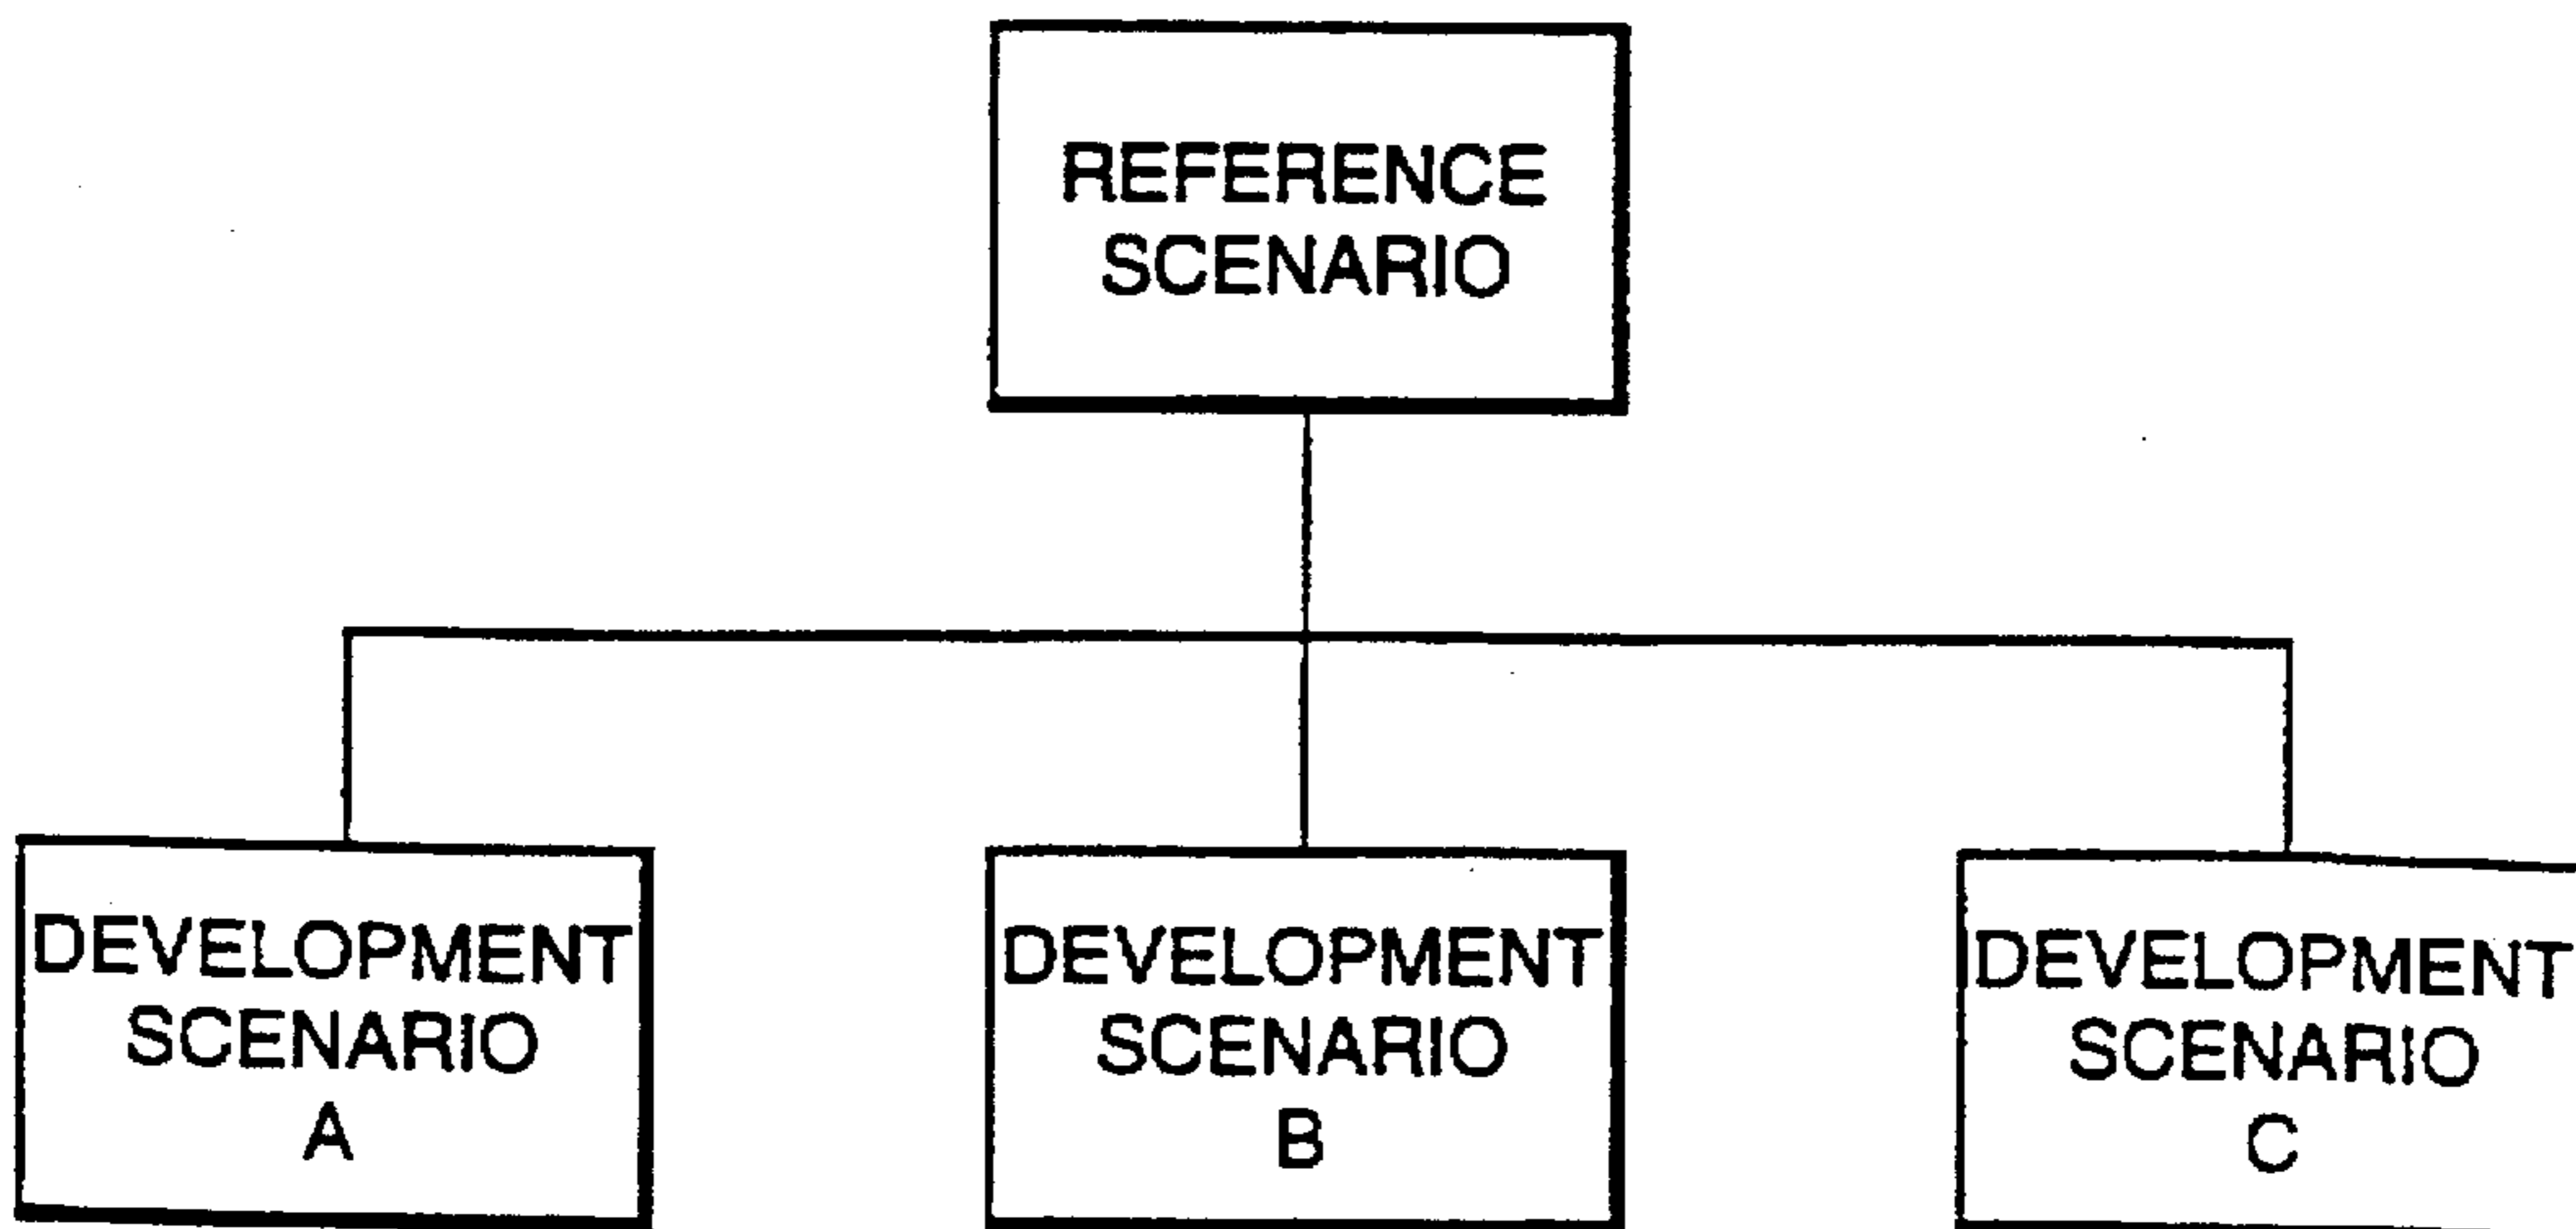 REFERENCE
SCENARIO
DEVELOPMENT
SCENARIO
A
DEVELOPMENT
SCENARIO
B
DEVELOPMENT
SCENARIO
C